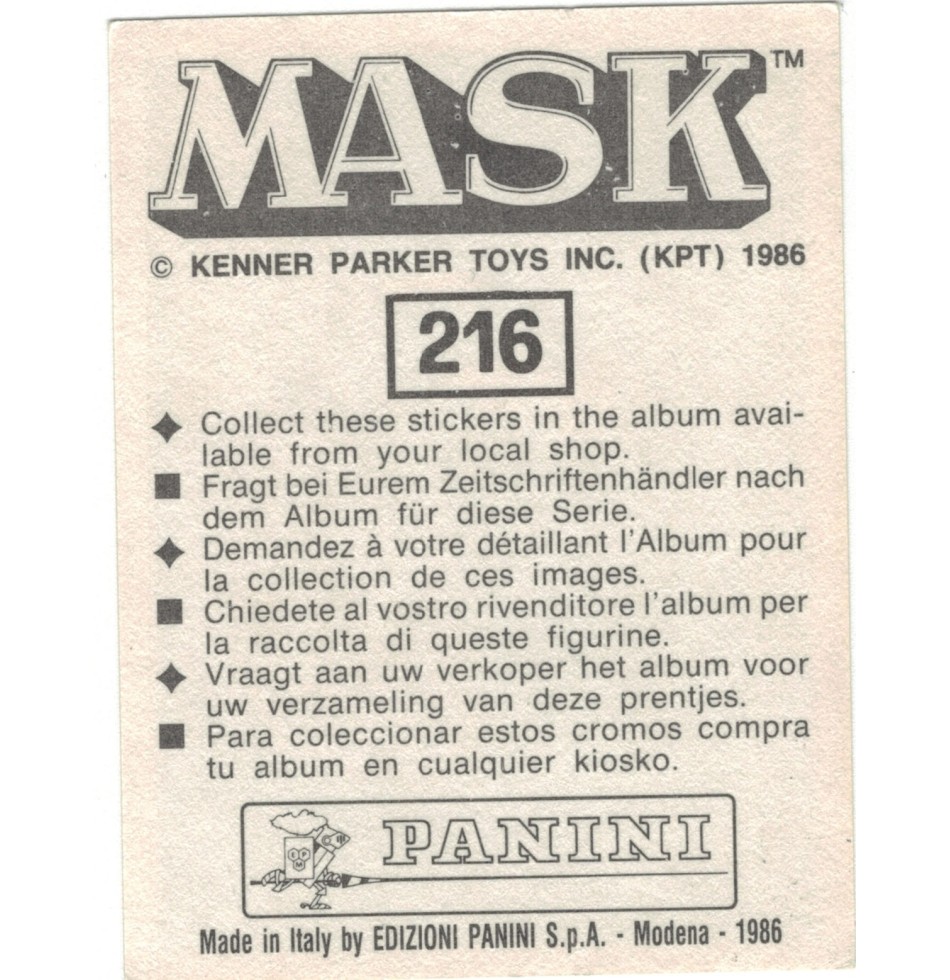 MASK™
© KENNER PARKER TOYS INC. (KPT) 1986
216
Collect these stickers in the album avai-
lable from your local shop.
Fragt bei Eurem Zeitschriftenhändler nach
dem Album für diese Serie.
Demandez à votre détaillant l'Album pour
la collection de ces images.
Chiedete al vostro rivenditore l'album per
la raccolta di queste figurine.
Vraagt aan uw verkoper het album voor
uw verzameling van deze prentjes.
Para coleccionar estos cromos compra
tu album en cualquier kiosko.
PANINI
Made in Italy by EDIZIONI PANINI S.p.A. - Modena - 1986